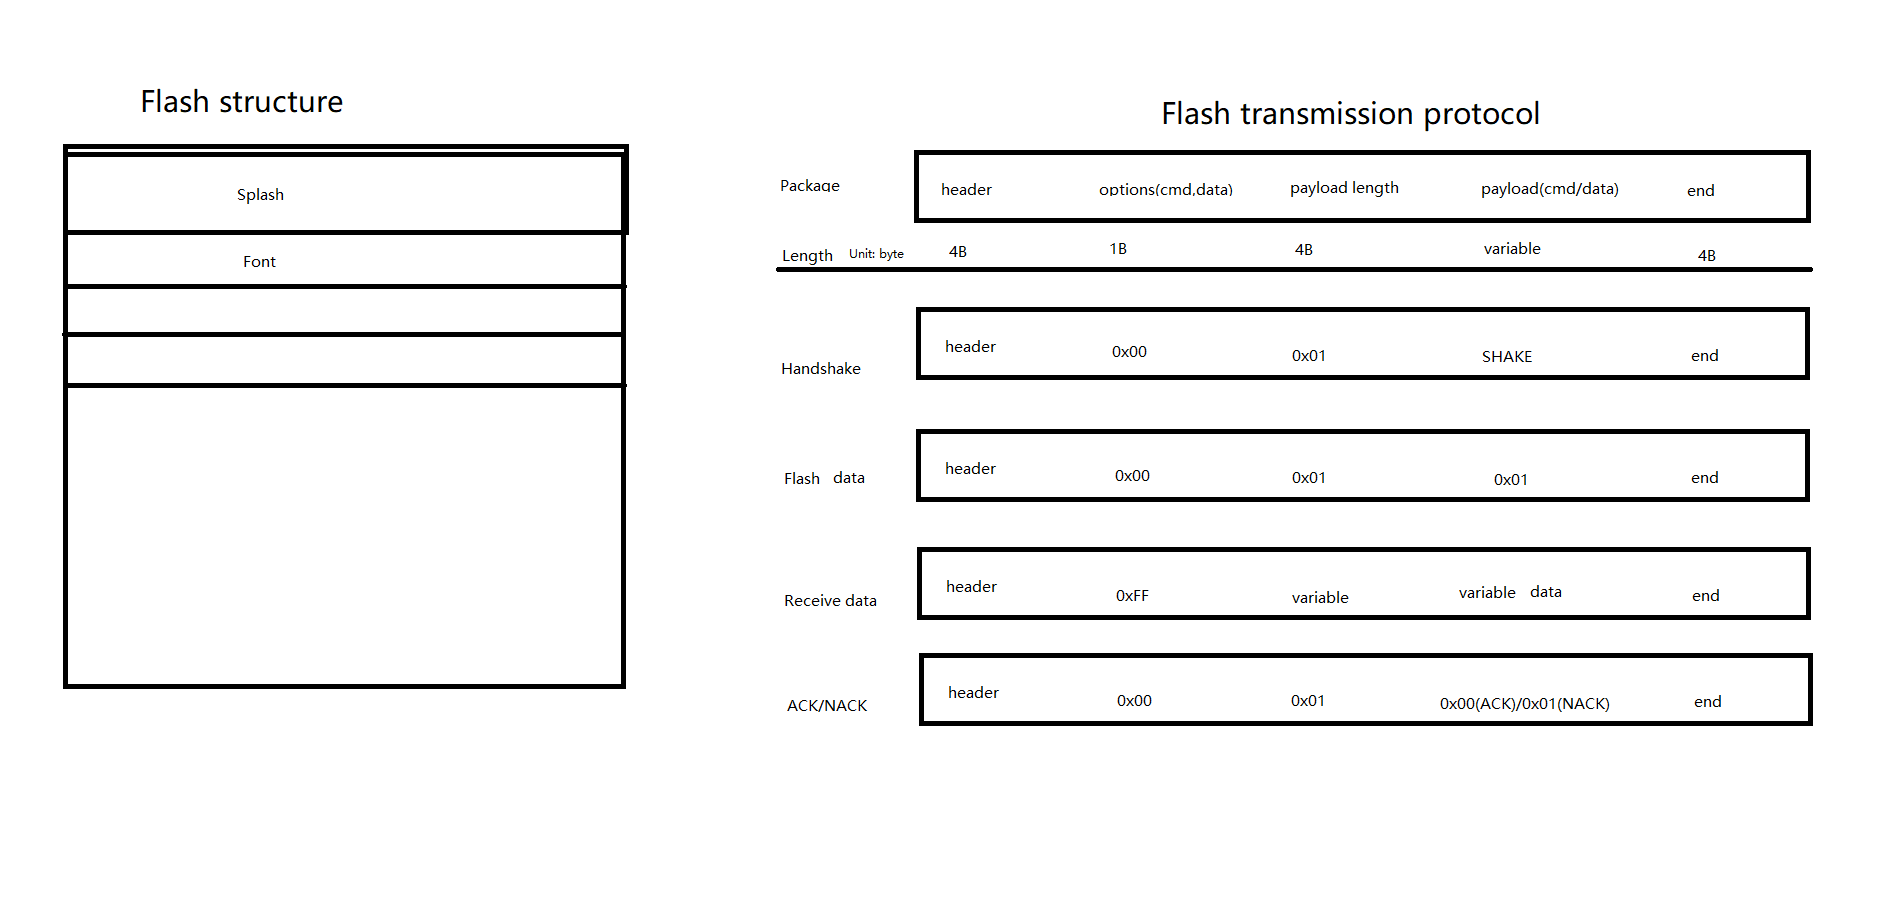 Flash structure
Splash
Font
Flash transmission protocol
Package header options(cmd,data) payload length payload(cmd/data) end
Length Unit: byte 4B 1B 4B variable 4B
Handshake header 0x00 0x01 SHAKE end
Flash data header 0x00 0x01 0x01 end
Receive data header 0xFF variable variable data end
ACK/NACK header 0x00 0x01 0x00(ACK)/0x01(NACK) end